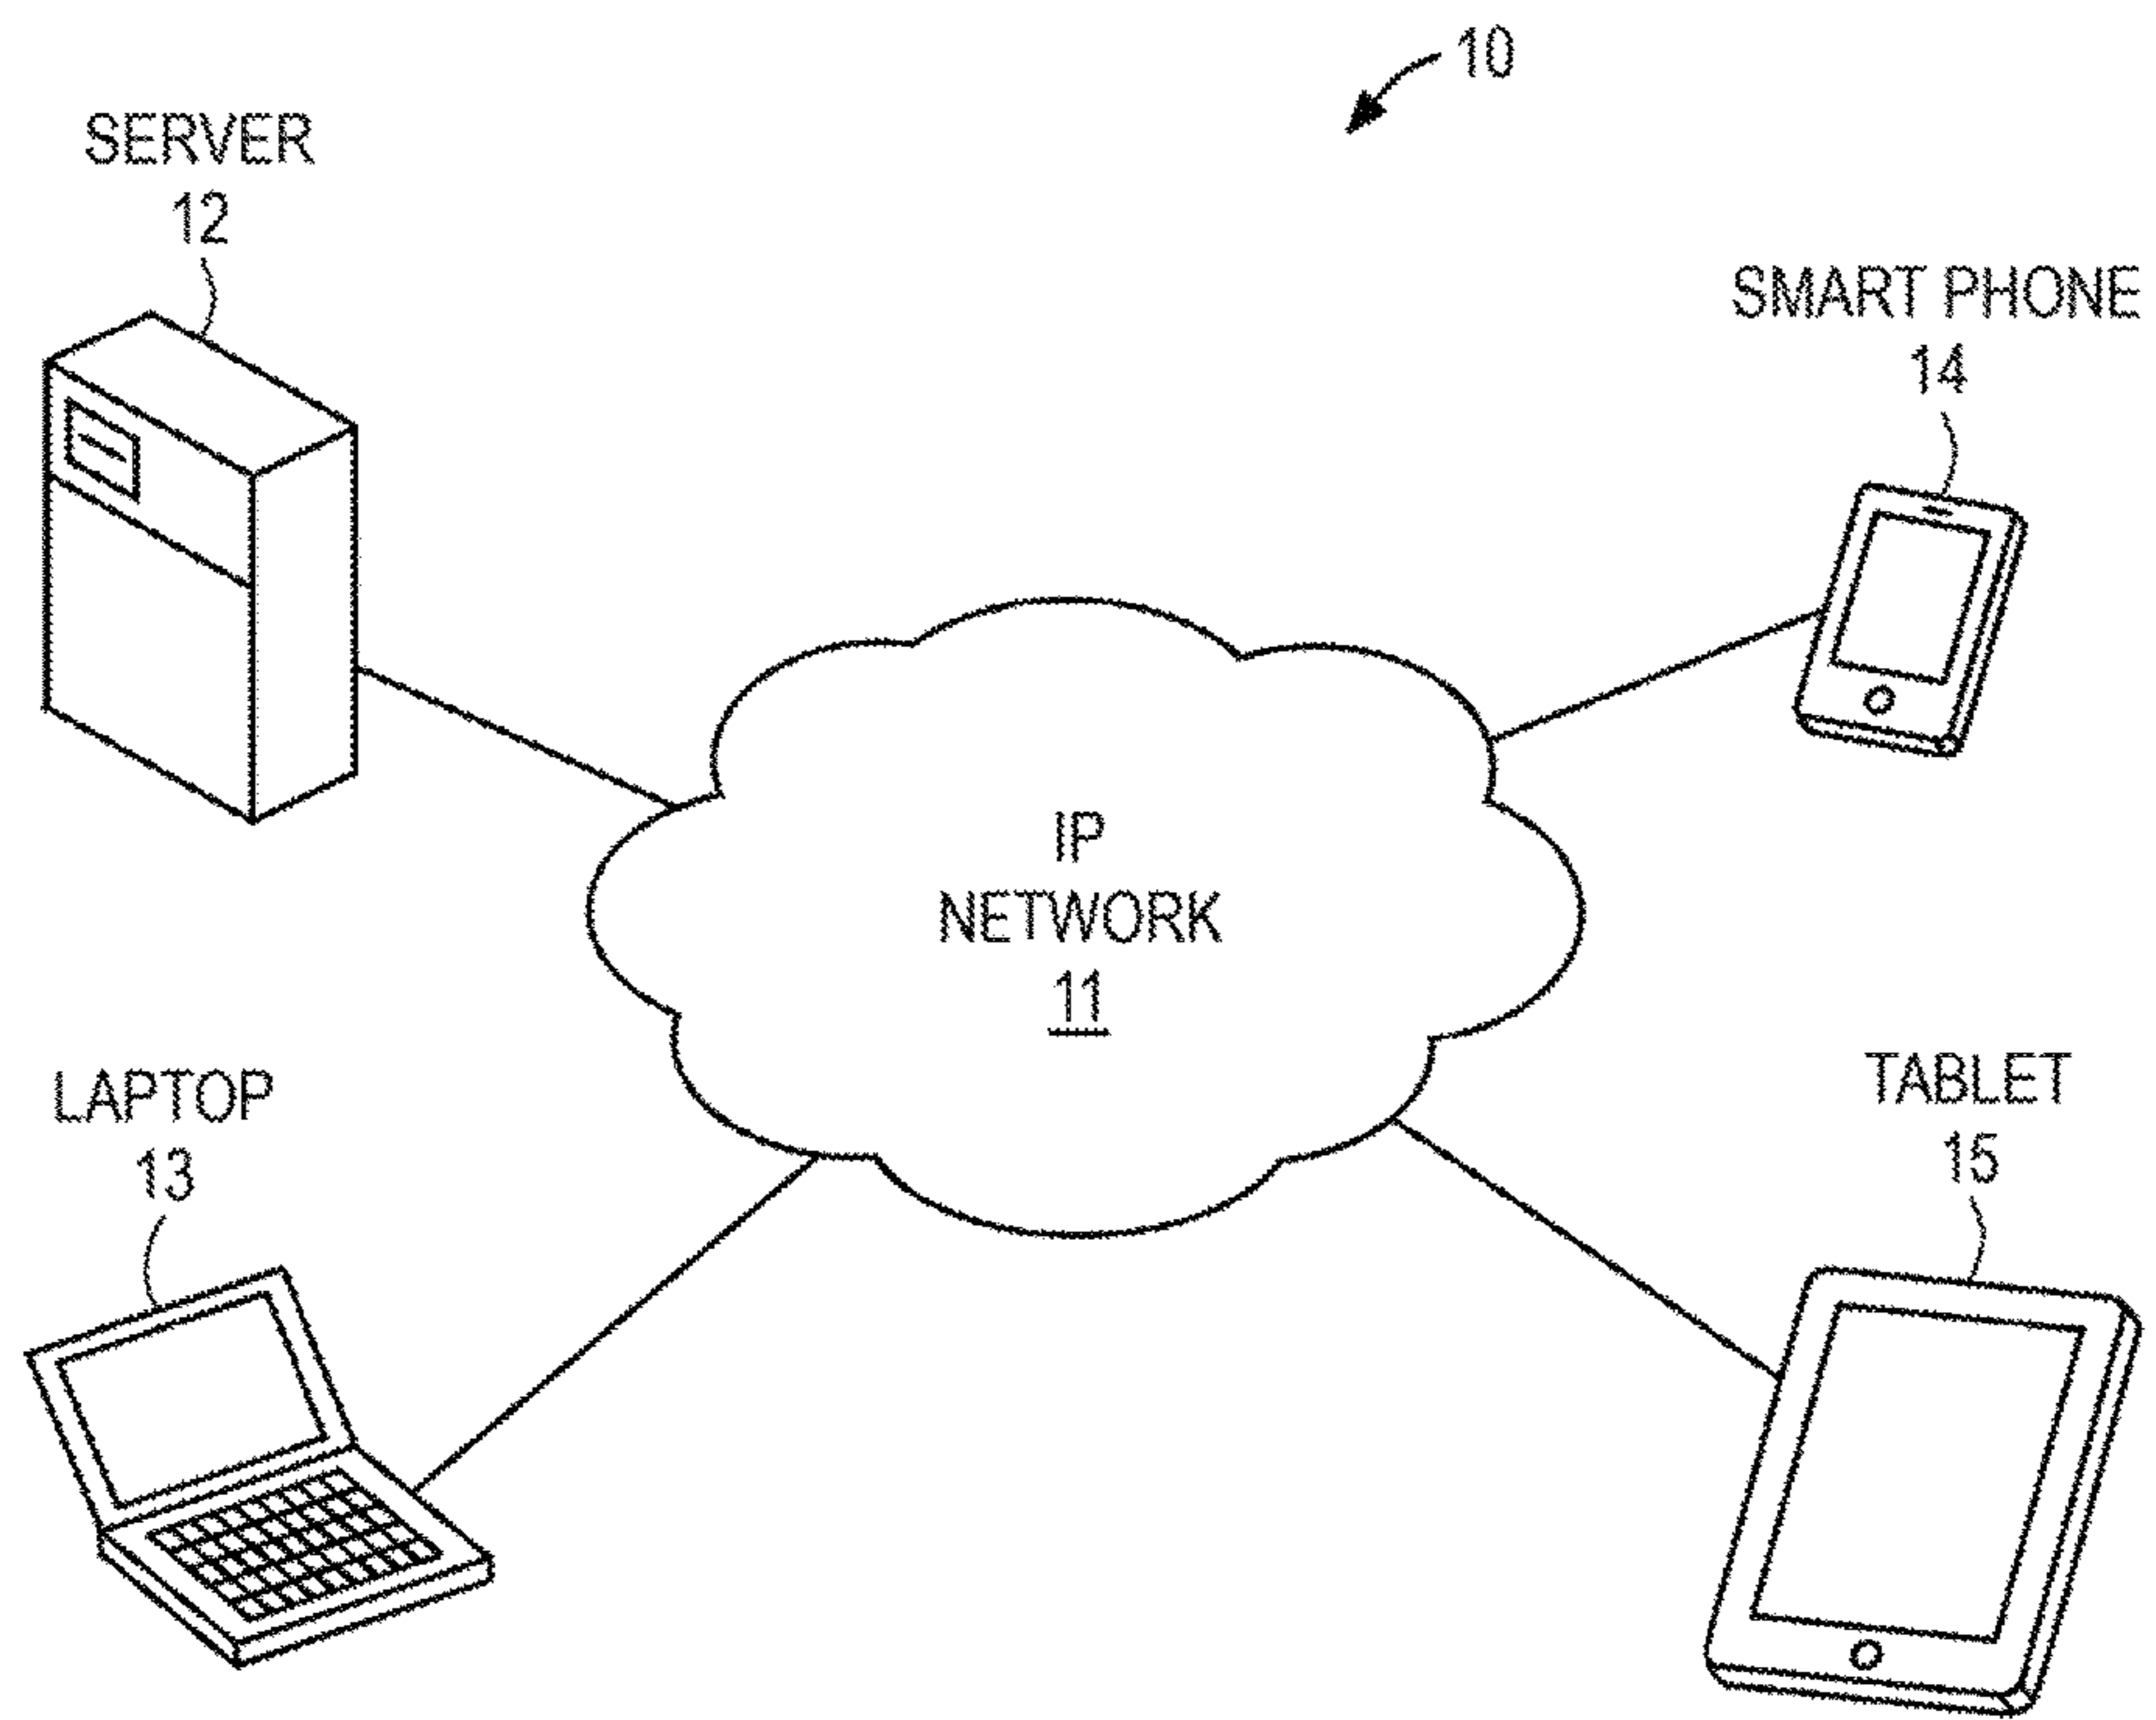 10
SERVER
12
SMART PHONE
14
IP
NETWORK
11
LAPTOP
13
TABLET
15